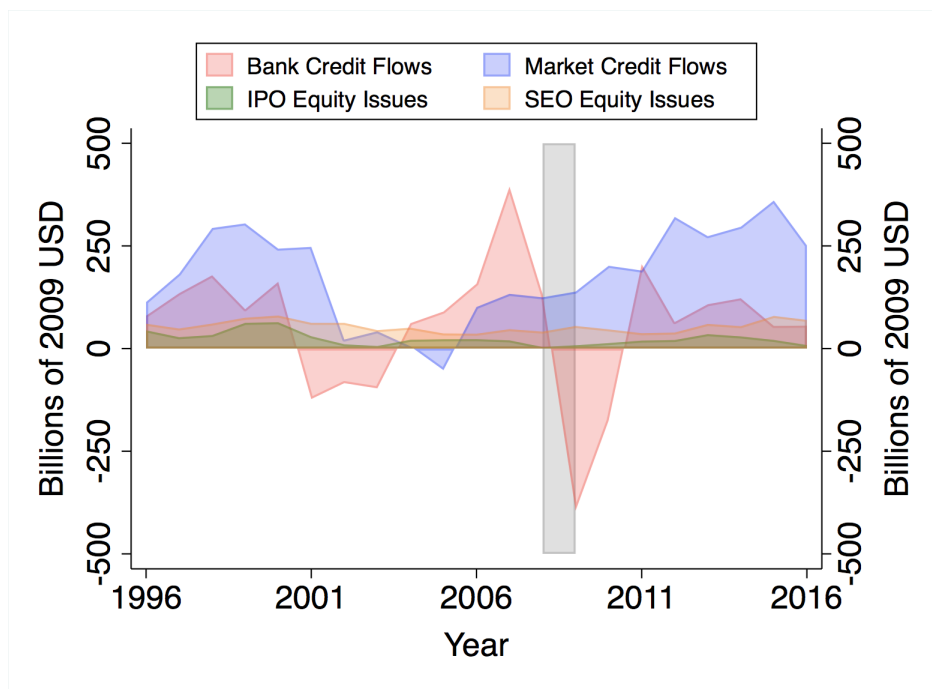 Bank Credit Flows
Market Credit Flows
IPO Equity Issues
SEO Equity Issues
500
250
0
-250
-500
Billions of 2009 USD
500
250
0
-250
-500
Billions of 2009 USD
1996
2001
2006
2011
2016
Year